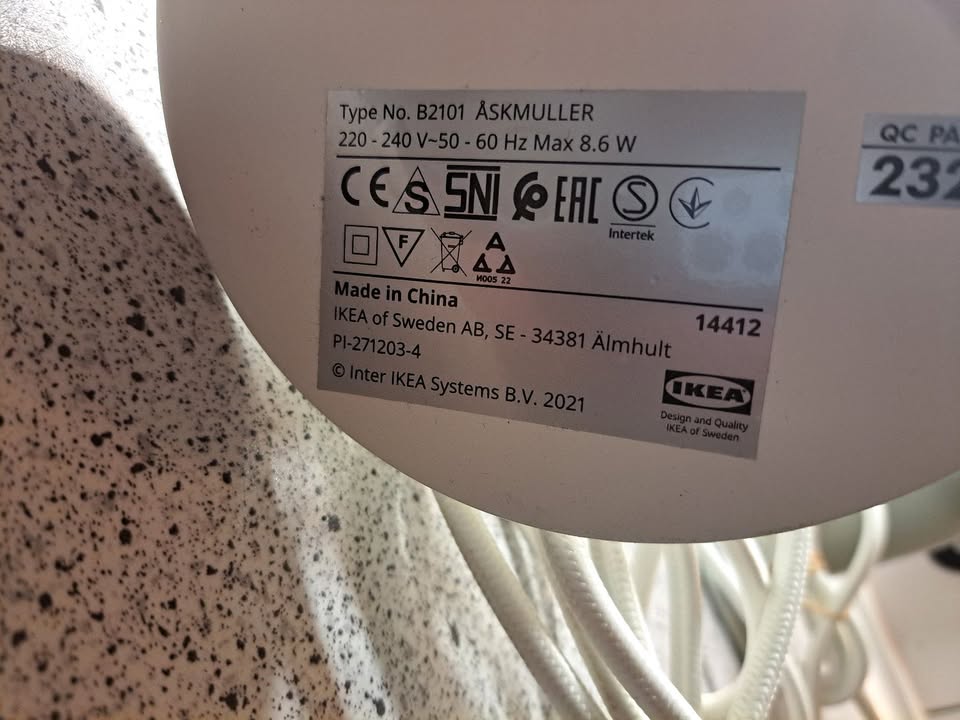 Type No. B2101 ÅSKMULLER
220 - 240 V~50 - 60 Hz Max 8.6 W
CE S SNI EAC S
Intertek
F
И005 22
Made in China
14412
IKEA of Sweden AB, SE - 34381 Älmhult
PI-271203-4
© Inter IKEA Systems B.V. 2021
IKEA
Design and Quality
IKEA of Sweden
QC PA
232